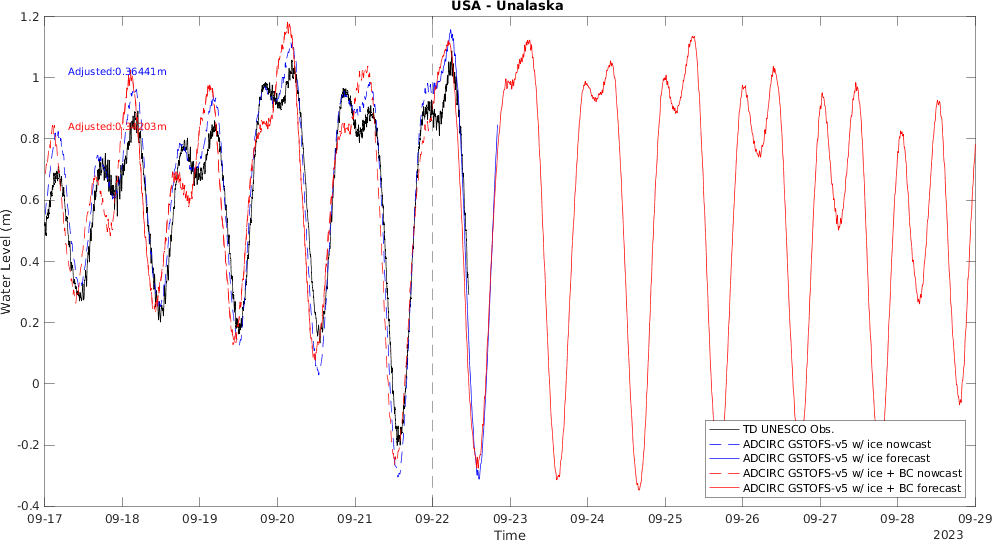 USA - Unalaska
1.2
1
0.8
0.6
0.4
0.2
0
-0.2
-0.4
Water Level (m)
Adjusted:0.36441m
TD UNESCO Obs.
ADCIRC GSTOFS-v5 w/ ice nowcast
ADCIRC GSTOFS-v5 w/ ice forecast
ADCIRC GSTOFS-v5 w/ ice + BC nowcast
ADCIRC GSTOFS-v5 w/ ice + BC forecast
09-17 09-18 09-19 09-20 09-21 09-22 09-23 09-24 09-25 09-26 09-27 09-28 09-29
Time
2023